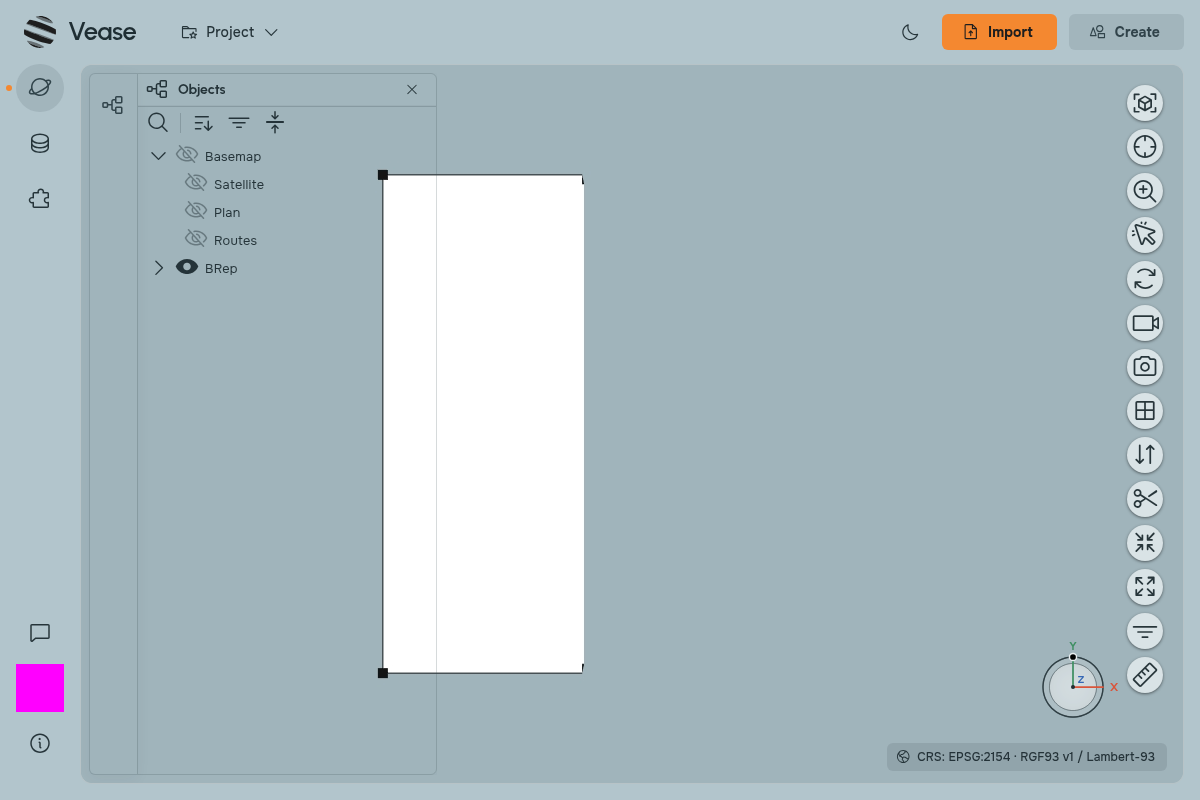 Vease
Project
Import
Create
Objects
Basemap
Satellite
Plan
Routes
BRep
Y
Z
X
CRS: EPSG:2154 · RGF93 v1 / Lambert-93